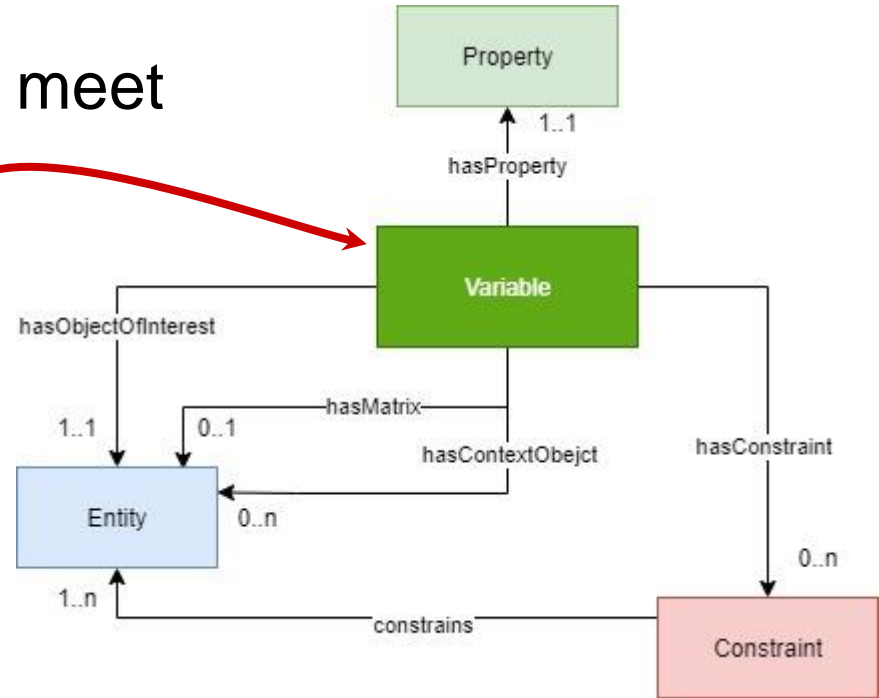 Property
meet
1..1
hasProperty
Variable
hasObjectOfInterest
hasMatrix
1..1
0..1
hasContextObejct
hasConstraint
Entity
0..n
0..n
1..n
constrains
Constraint